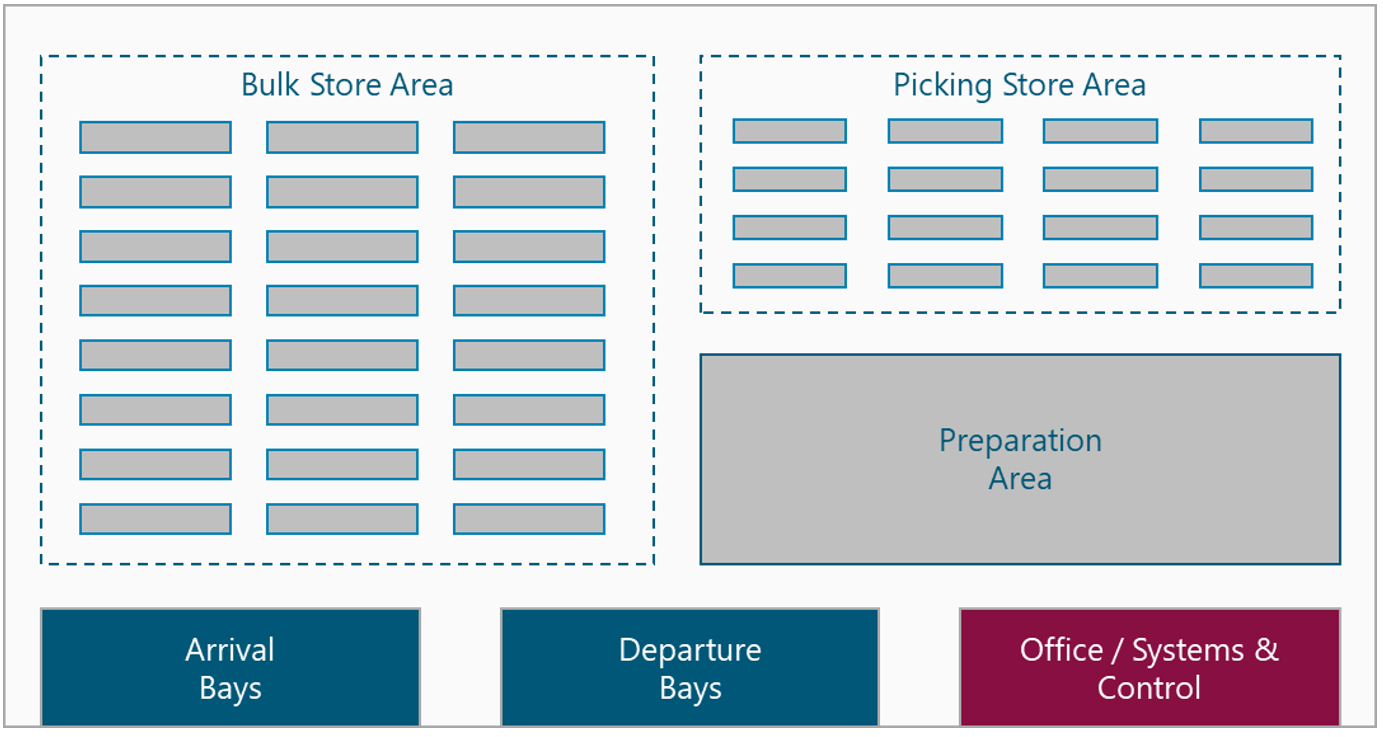 Bulk Store Area
Picking Store Area
Preparation
Area
Arrival
Bays
Departure
Bays
Office / Systems &
Control